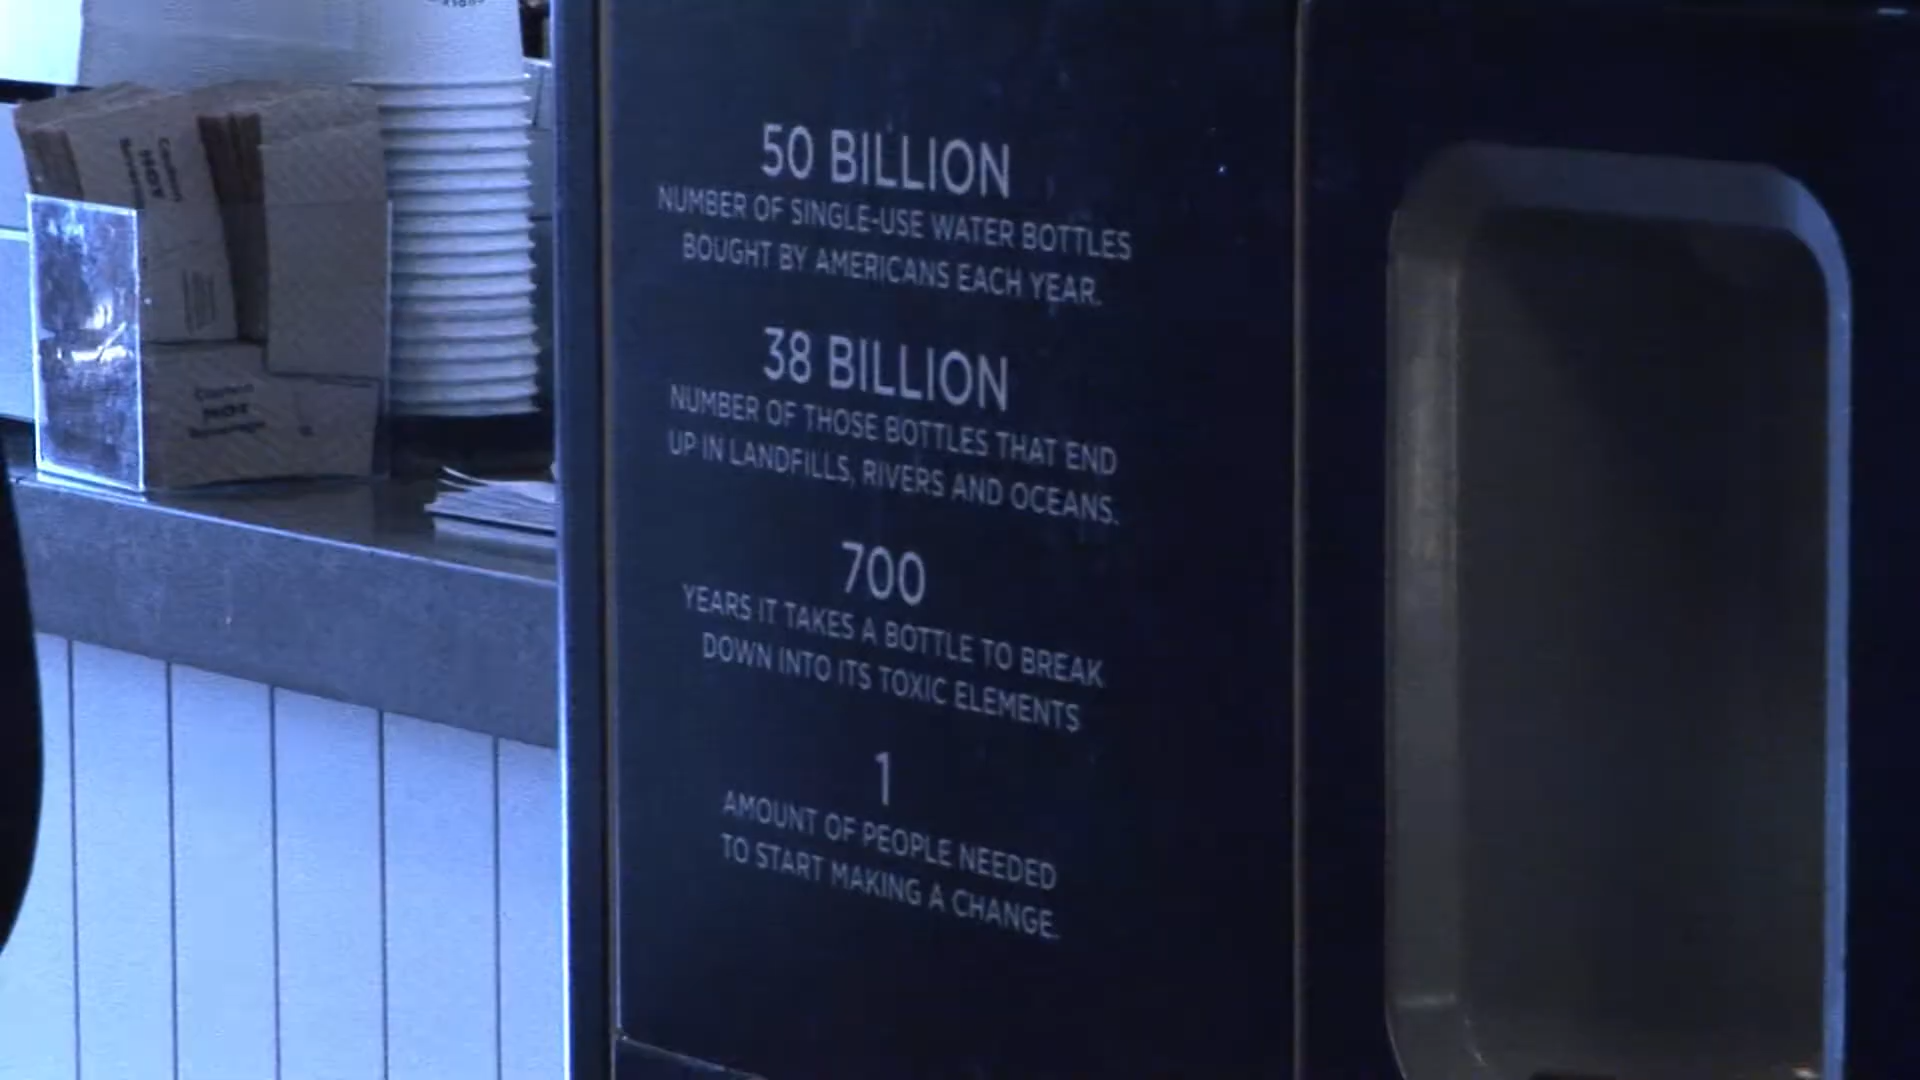 50 BILLION
NUMBER OF SINGLE-USE WATER BOTTLES
BOUGHT BY AMERICANS EACH YEAR.
38 BILLION
NUMBER OF THOSE BOTTLES THAT END
UP IN LANDFILLS, RIVERS AND OCEANS.
700
YEARS IT TAKES A BOTTLE TO BREAK
DOWN INTO ITS TOXIC ELEMENTS
1
AMOUNT OF PEOPLE NEEDED
TO START MAKING A CHANGE.
HOT
HOT